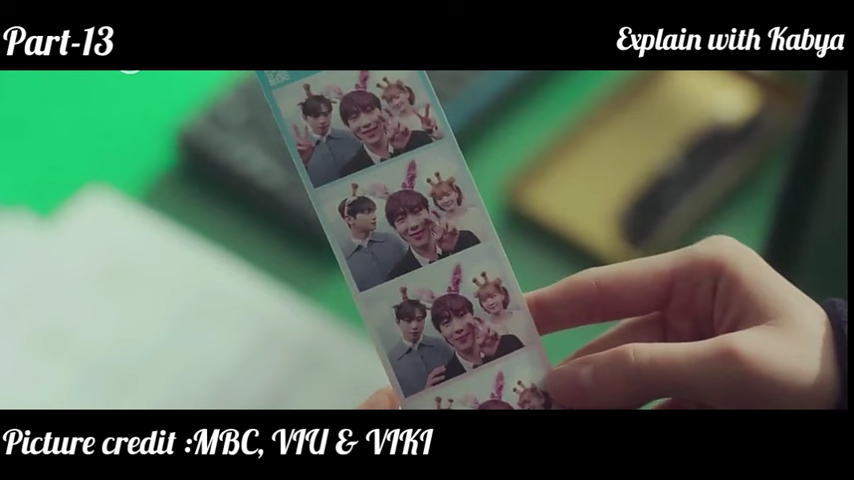 Part-13
Explain with Kabya
Picture credit :MBC, VIU & VIKI